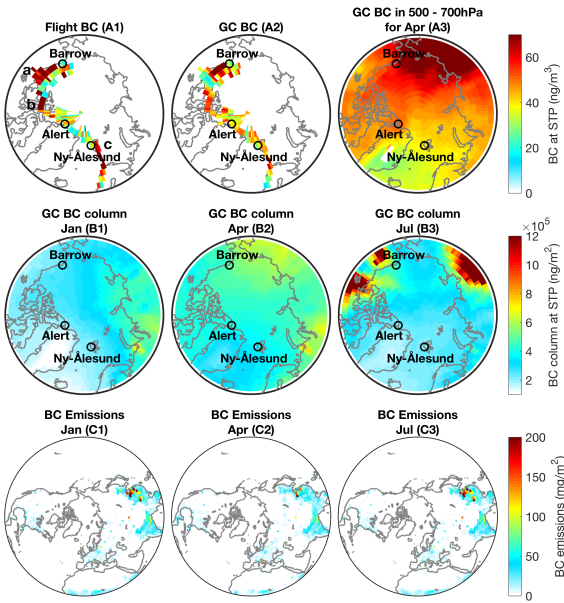 Flight BC (A1)
GC BC (A2)
GC BC in 500 - 700hPa
for Apr (A3)
Barrow
a
b
Alert
c
Ny-Ålesund
Barrow
Alert
Ny-Ålesund
Barrow
Alert
Ny-Ålesund
60
40
20
0
BC at STP (ng/m³)
GC BC column
Jan (B1)
GC BC column
Apr (B2)
GC BC column
Jul (B3)
Barrow
Alert
Ny-Ålesund
Barrow
Alert
Ny-Ålesund
Barrow
Alert
Ny-Ålesund
×10⁵
12
10
8
6
4
2
BC column at STP (ng/m²)
BC Emissions
Jan (C1)
BC Emissions
Apr (C2)
BC Emissions
Jul (C3)
200
150
100
50
0
BC emissions (mg/m²)